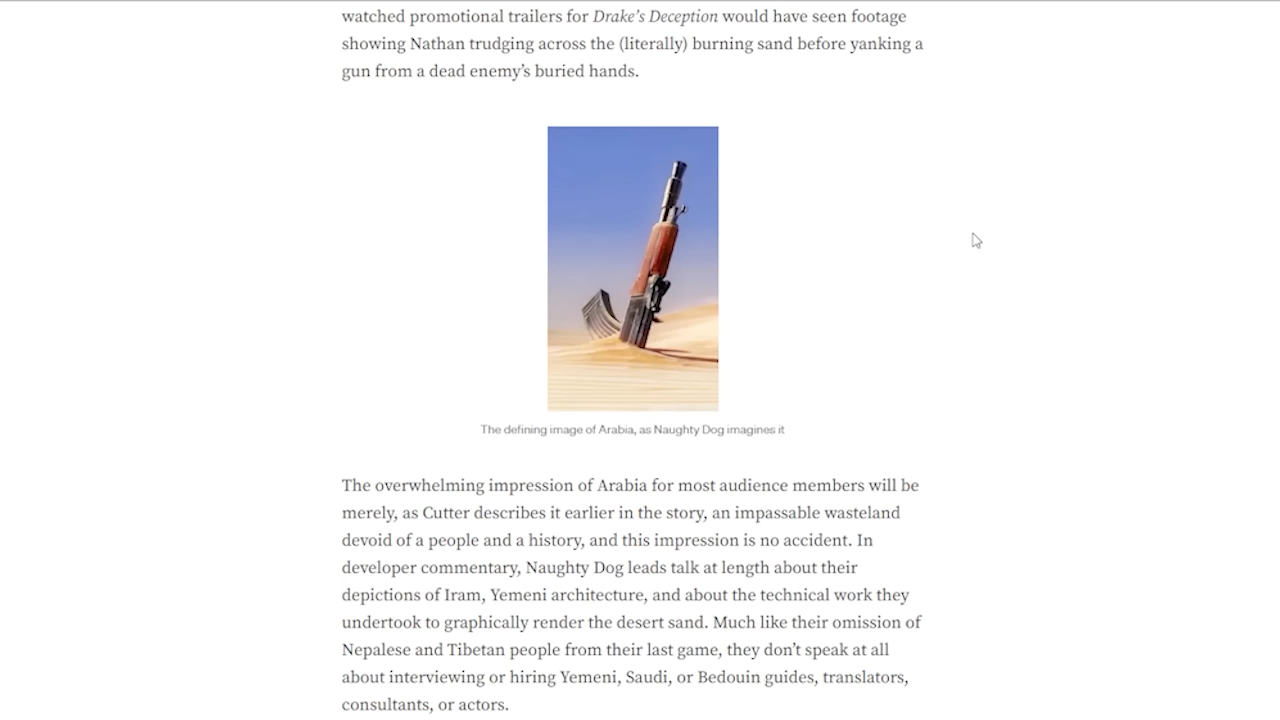 watched promotional trailers for Drake’s Deception would have seen footage
showing Nathan trudging across the (literally) burning sand before yanking a
gun from a dead enemy’s buried hands.
The defining image of Arabia, as Naughty Dog imagines it
The overwhelming impression of Arabia for most audience members will be
merely, as Cutter describes it earlier in the story, an impassable wasteland
devoid of a people and a history, and this impression is no accident. In
developer commentary, Naughty Dog leads talk at length about their
depictions of Iram, Yemeni architecture, and about the technical work they
undertook to graphically render the desert sand. Much like their omission of
Nepalese and Tibetan people from their last game, they don’t speak at all
about interviewing or hiring Yemeni, Saudi, or Bedouin guides, translators,
consultants, or actors.